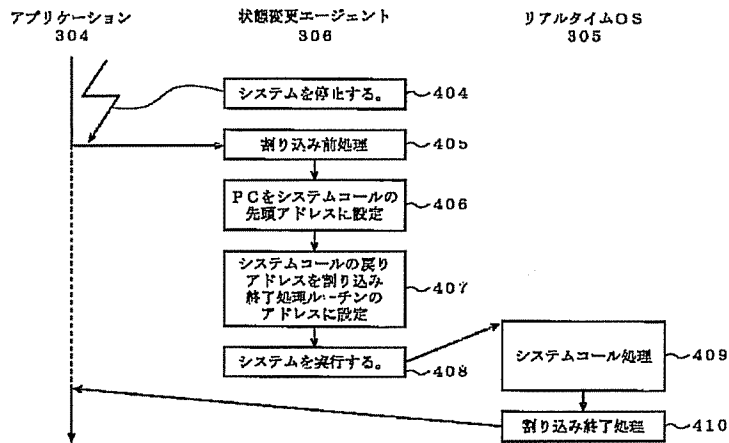 アプリケーション
304
状態変更エージェント
306
リアルタイムOS
305
システムを停止する。
404
割り込み前処理
405
PCをシステムコールの
先頭アドレスに設定
406
システムコールの戻り
アドレスを割り込み
終了処理ルーチンの
アドレスに設定
407
システムを実行する。
408
システムコール処理
409
割り込み終了処理
410